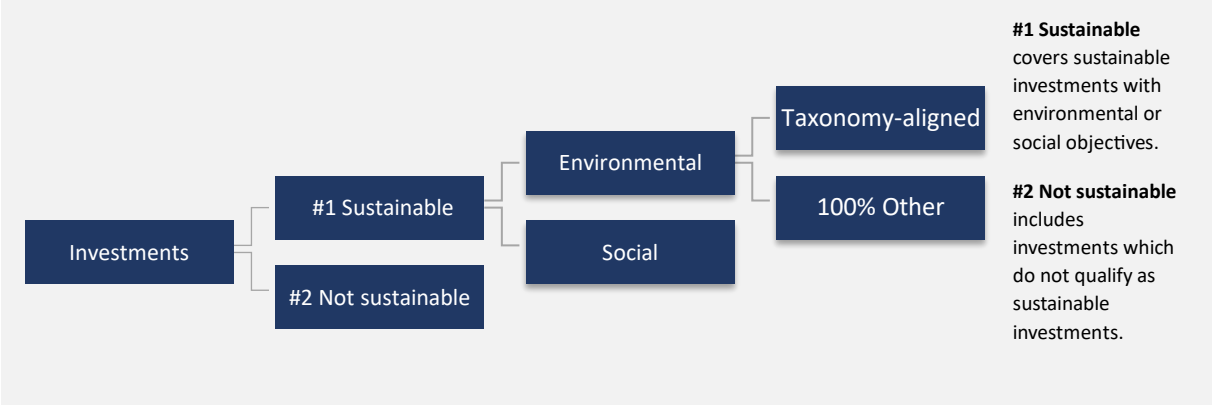 Investments
#1 Sustainable
#2 Not sustainable
Environmental
Social
Taxonomy-aligned
100% Other
#1 Sustainable
covers sustainable
investments with
environmental or
social objectives.
#2 Not sustainable
includes
investments which
do not qualify as
sustainable
investments.